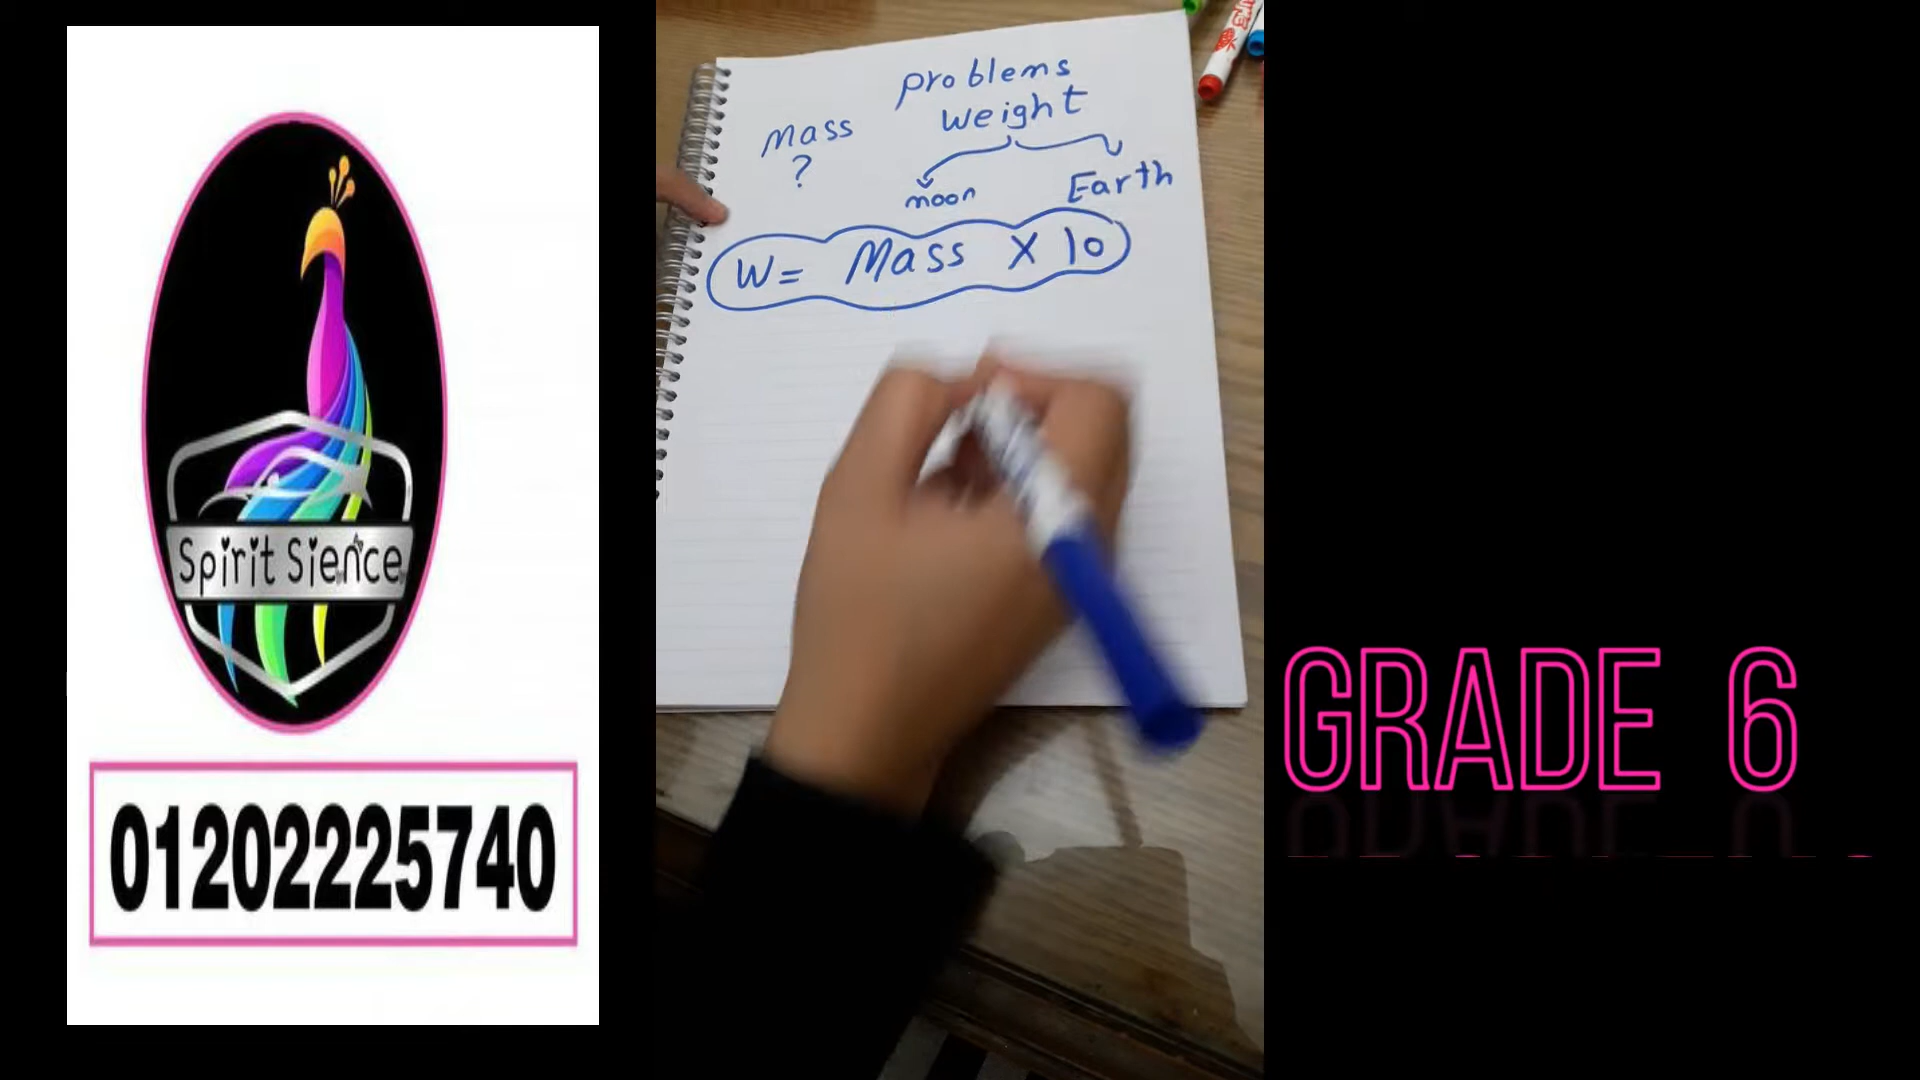 Spirit Sience
01202225740
problems
weight
Mass
?
moon
Earth
W= Mass X 10
GRADE 6